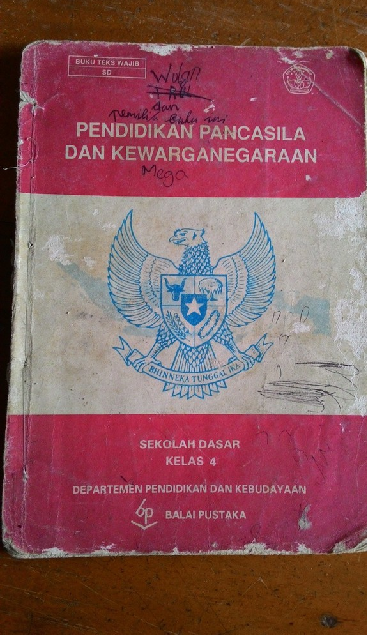 BUKU TEKS WAJIB
SD
dari
PENDIDIKAN PANCASILA
DAN KEWARGANEGARAAN
Mega
BHINNEKA TUNGGAL IKA
SEKOLAH DASAR
KELAS 4
DEPARTEMEN PENDIDIKAN DAN KEBUDAYAAN
bp BALAI PUSTAKA